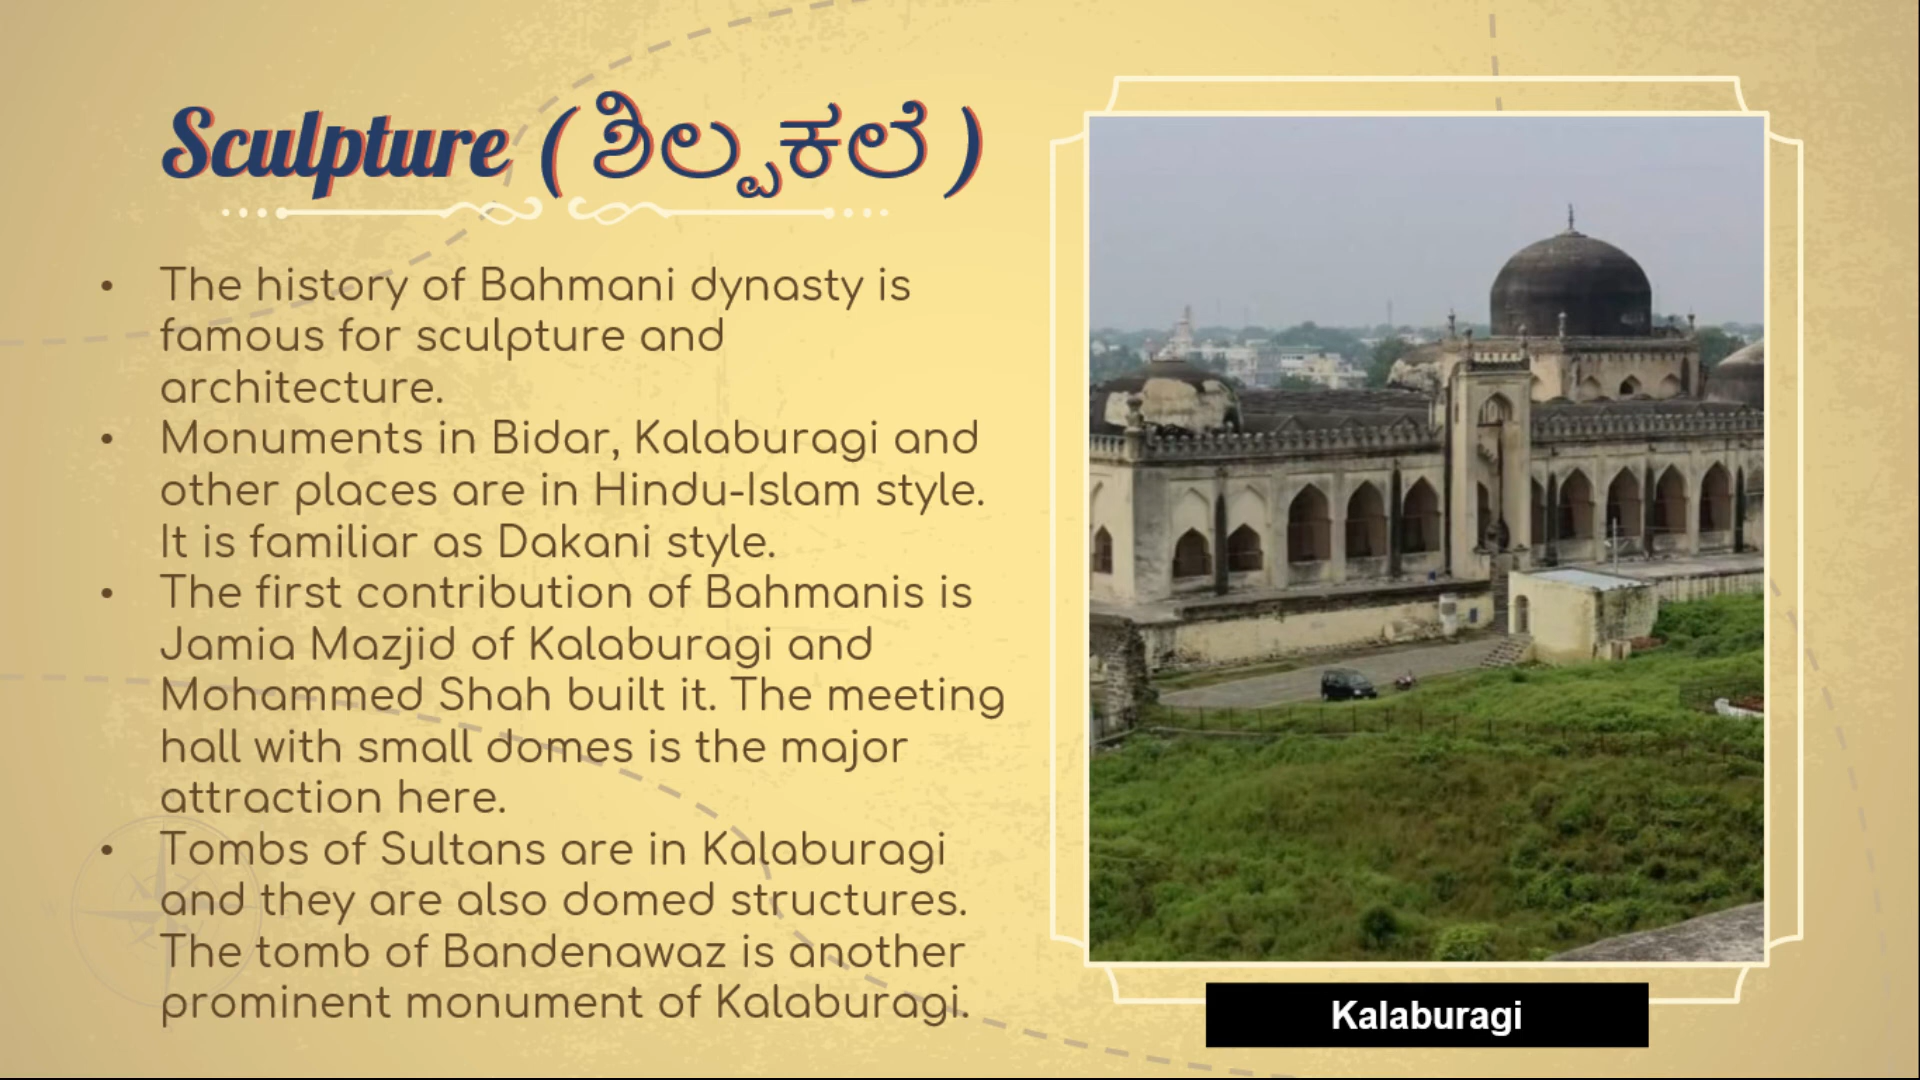 Sculpture (ಶಿಲ್ಪಕಲೆ)
• The history of Bahmani dynasty is
famous for sculpture and
architecture.
• Monuments in Bidar, Kalaburagi and
other places are in Hindu-Islam style.
It is familiar as Dakani style.
• The first contribution of Bahmanis is
Jamia Mazjid of Kalaburagi and
Mohammed Shah built it. The meeting
hall with small domes is the major
attraction here.
• Tombs of Sultans are in Kalaburagi
and they are also domed structures.
The tomb of Bandenawaz is another
prominent monument of Kalaburagi.
Kalaburagi